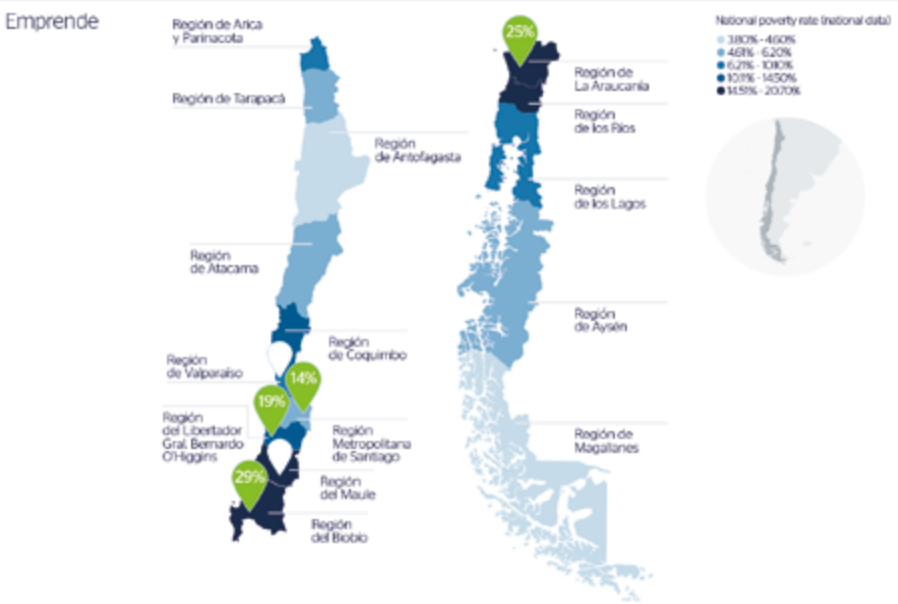 Emprende
Región de Arica
y Parinacota
Región de Tarapacá
Región
de Antofagasta
Región
de Atacama
Región
de Coquimbo
Región
de Valparaíso
14%
19%
Región
del Libertador
Gral. Bernardo
O'Higgins
Región
Metropolitana
de Santiago
29%
Región
del Maule
Región
del Biobío
25%
Región de
La Araucanía
Región
de los Ríos
Región
de los Lagos
Región
de Aysén
Región de
Magallanes
National poverty rate (national data)
3.80% - 4.60%
4.61% - 6.20%
6.21% - 10.10%
10.11% - 14.50%
14.51% - 20.70%